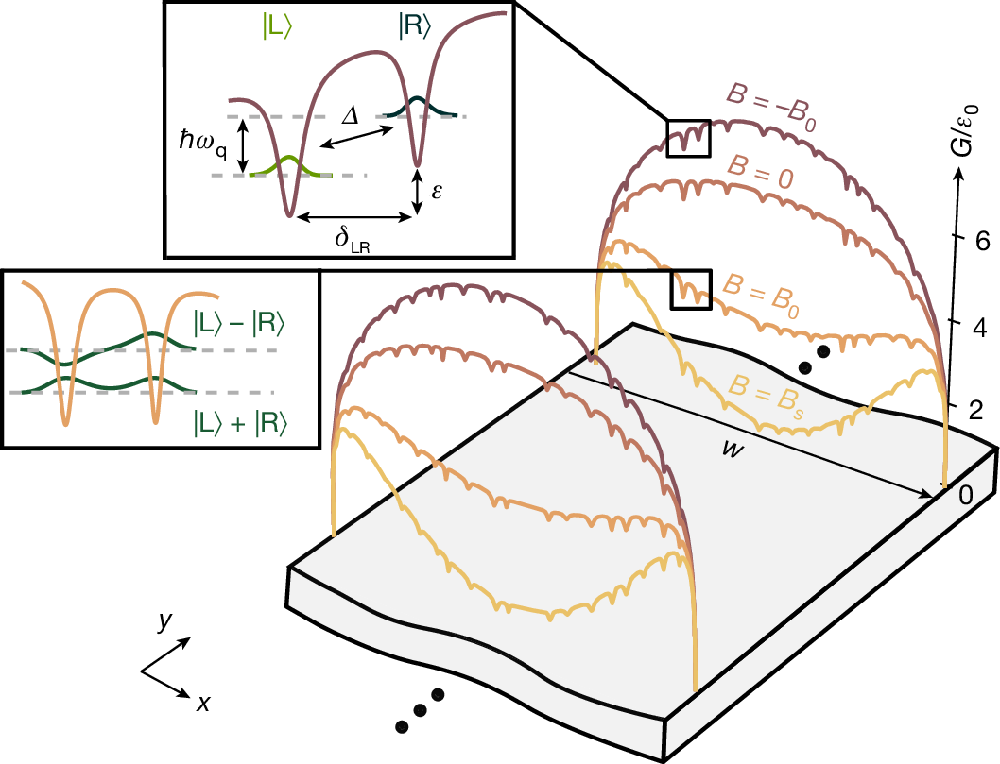 |L⟩ |R⟩
Δ
ħω_q
ε
δ_LR
|L⟩ − |R⟩
|L⟩ + |R⟩
B = −B_0
B = 0
B = B_0
B = B_s
G/ε_0
6
4
2
0
w
y
x